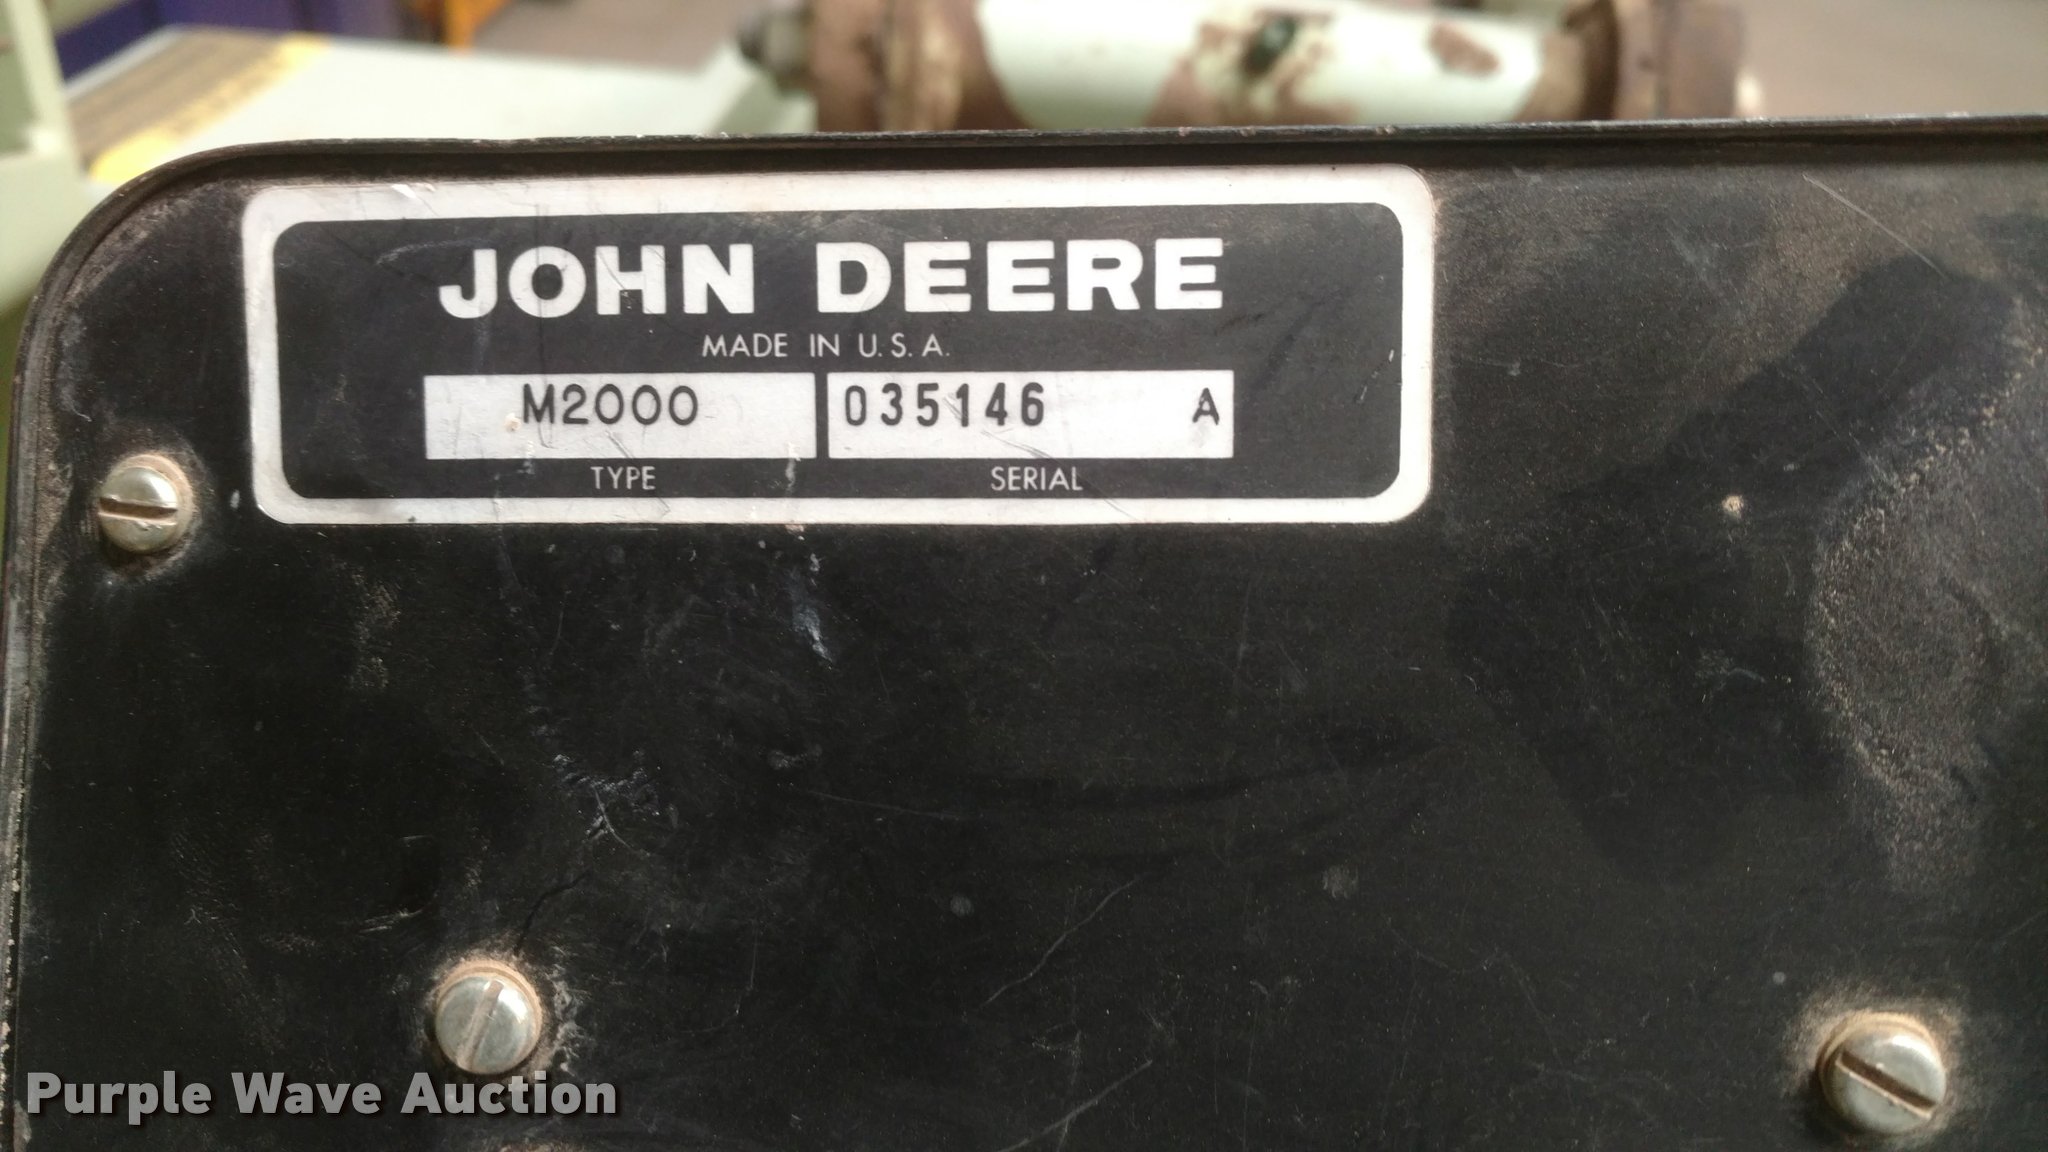 JOHN DEERE
MADE IN U.S.A.
M2000 035146 A
TYPE SERIAL
Purple Wave Auction